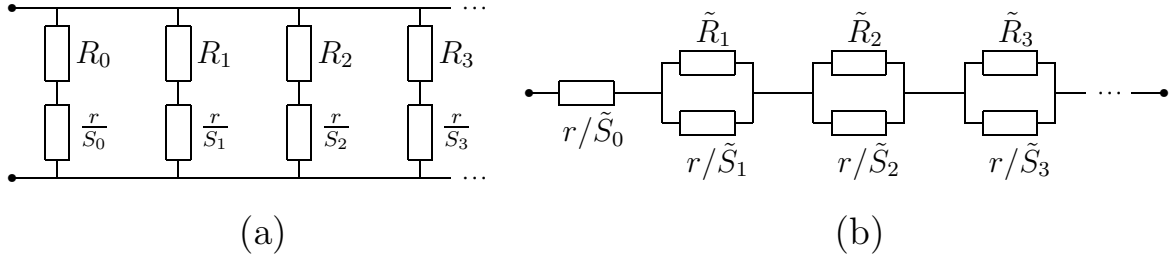 R_0 R_1 R_2 R_3 ...
r/S_0 r/S_1 r/S_2 r/S_3 ...
(a)
R̃_1 R̃_2 R̃_3
...
r/S̃_0
r/S̃_1 r/S̃_2 r/S̃_3
(b)